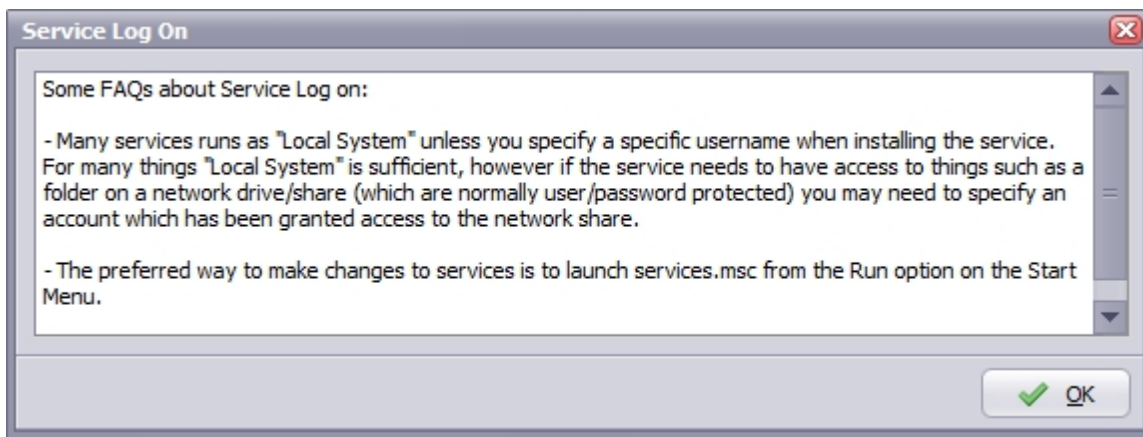 Service Log On
Some FAQs about Service Log on:
- Many services runs as "Local System" unless you specify a specific username when installing the service.
For many things "Local System" is sufficient, however if the service needs to have access to things such as a
folder on a network drive/share (which are normally user/password protected) you may need to specify an
account which has been granted access to the network share.
- The preferred way to make changes to services is to launch services.msc from the Run option on the Start
Menu.
OK